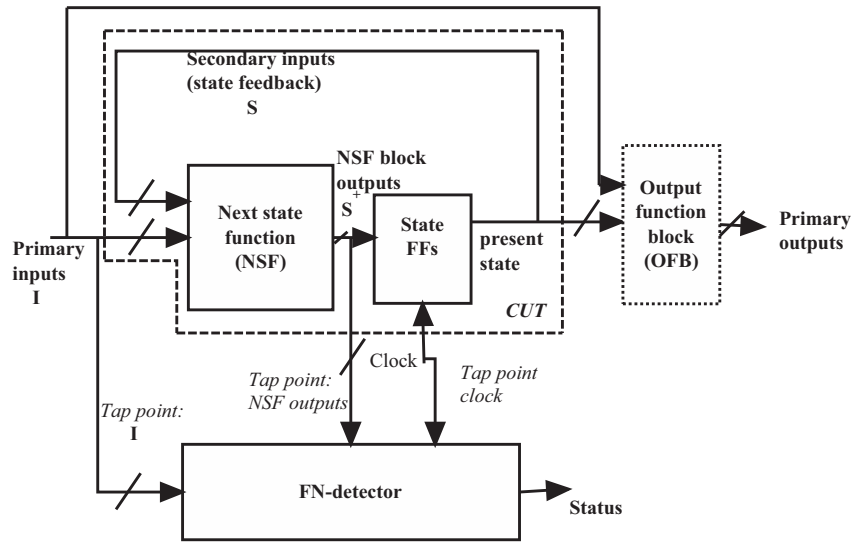 Secondary inputs
(state feedback)
S
NSF block
outputs
S+
Next state
function
(NSF)
State
FFs
present
state
Output
function
block
(OFB)
Primary
outputs
Primary
inputs
I
CUT
Clock
Tap point:
NSF outputs
Tap point
clock
Tap point:
I
FN-detector
Status